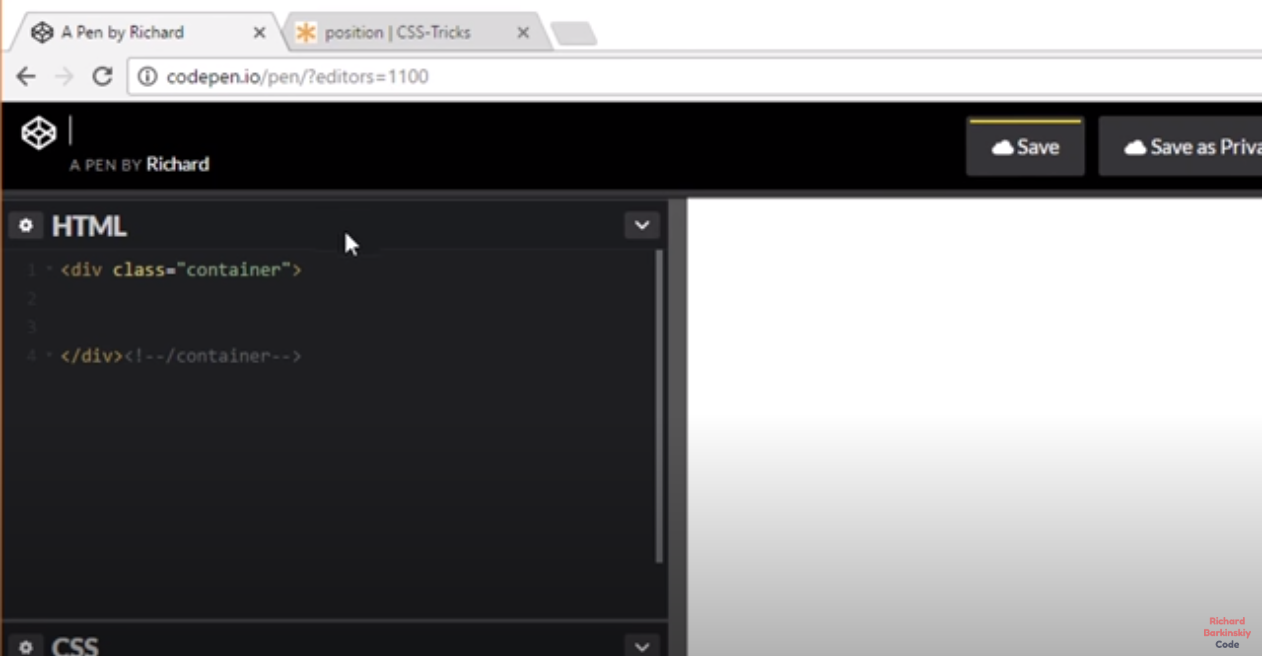 A Pen by Richard
position | CSS-Tricks
codepen.io/pen/?editors=1100
A PEN BY Richard
Save
Save as Priva
HTML
1 <div class="container">
2
3
4 </div><!--/container-->
CSS
Richard
Barkinskiy
Code